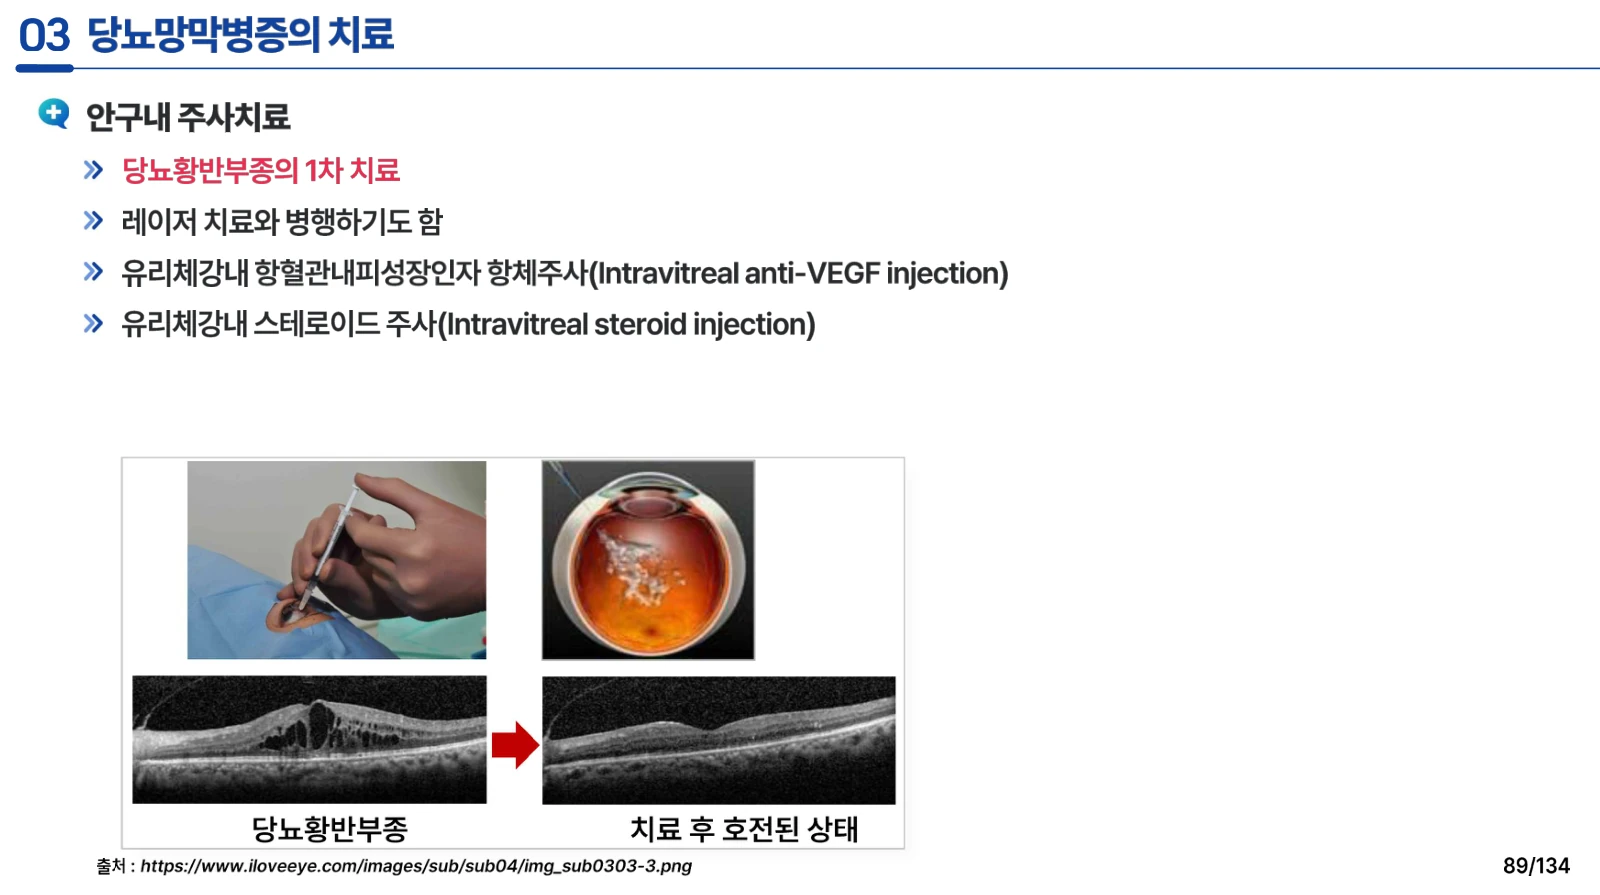 03 당뇨망막병증의 치료
안구내 주사치료
당뇨황반부종의 1차 치료
레이저 치료와 병행하기도 함
유리체강내 항혈관내피성장인자 항체주사(Intravitreal anti-VEGF injection)
유리체강내 스테로이드 주사(Intravitreal steroid injection)
당뇨황반부종
치료 후 호전된 상태
출처 : https://www.iloveeye.com/images/sub/sub04/img_sub0303-3.png
89/134